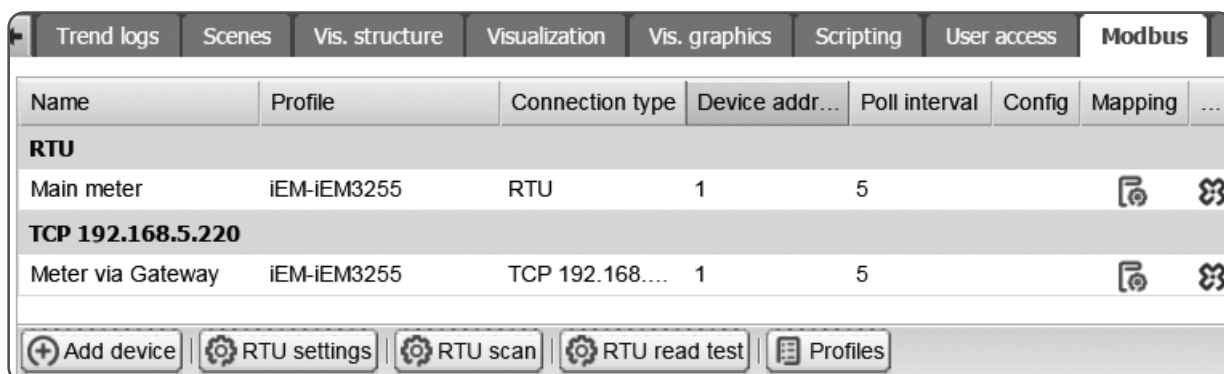 Trend logs Scenes Vis. structure Visualization Vis. graphics Scripting User access Modbus
Name Profile Connection type Device addr... Poll interval Config Mapping ...
RTU
Main meter iEM-iEM3255 RTU 1 5
TCP 192.168.5.220
Meter via Gateway iEM-iEM3255 TCP 192.168.... 1 5
Add device RTU settings RTU scan RTU read test Profiles